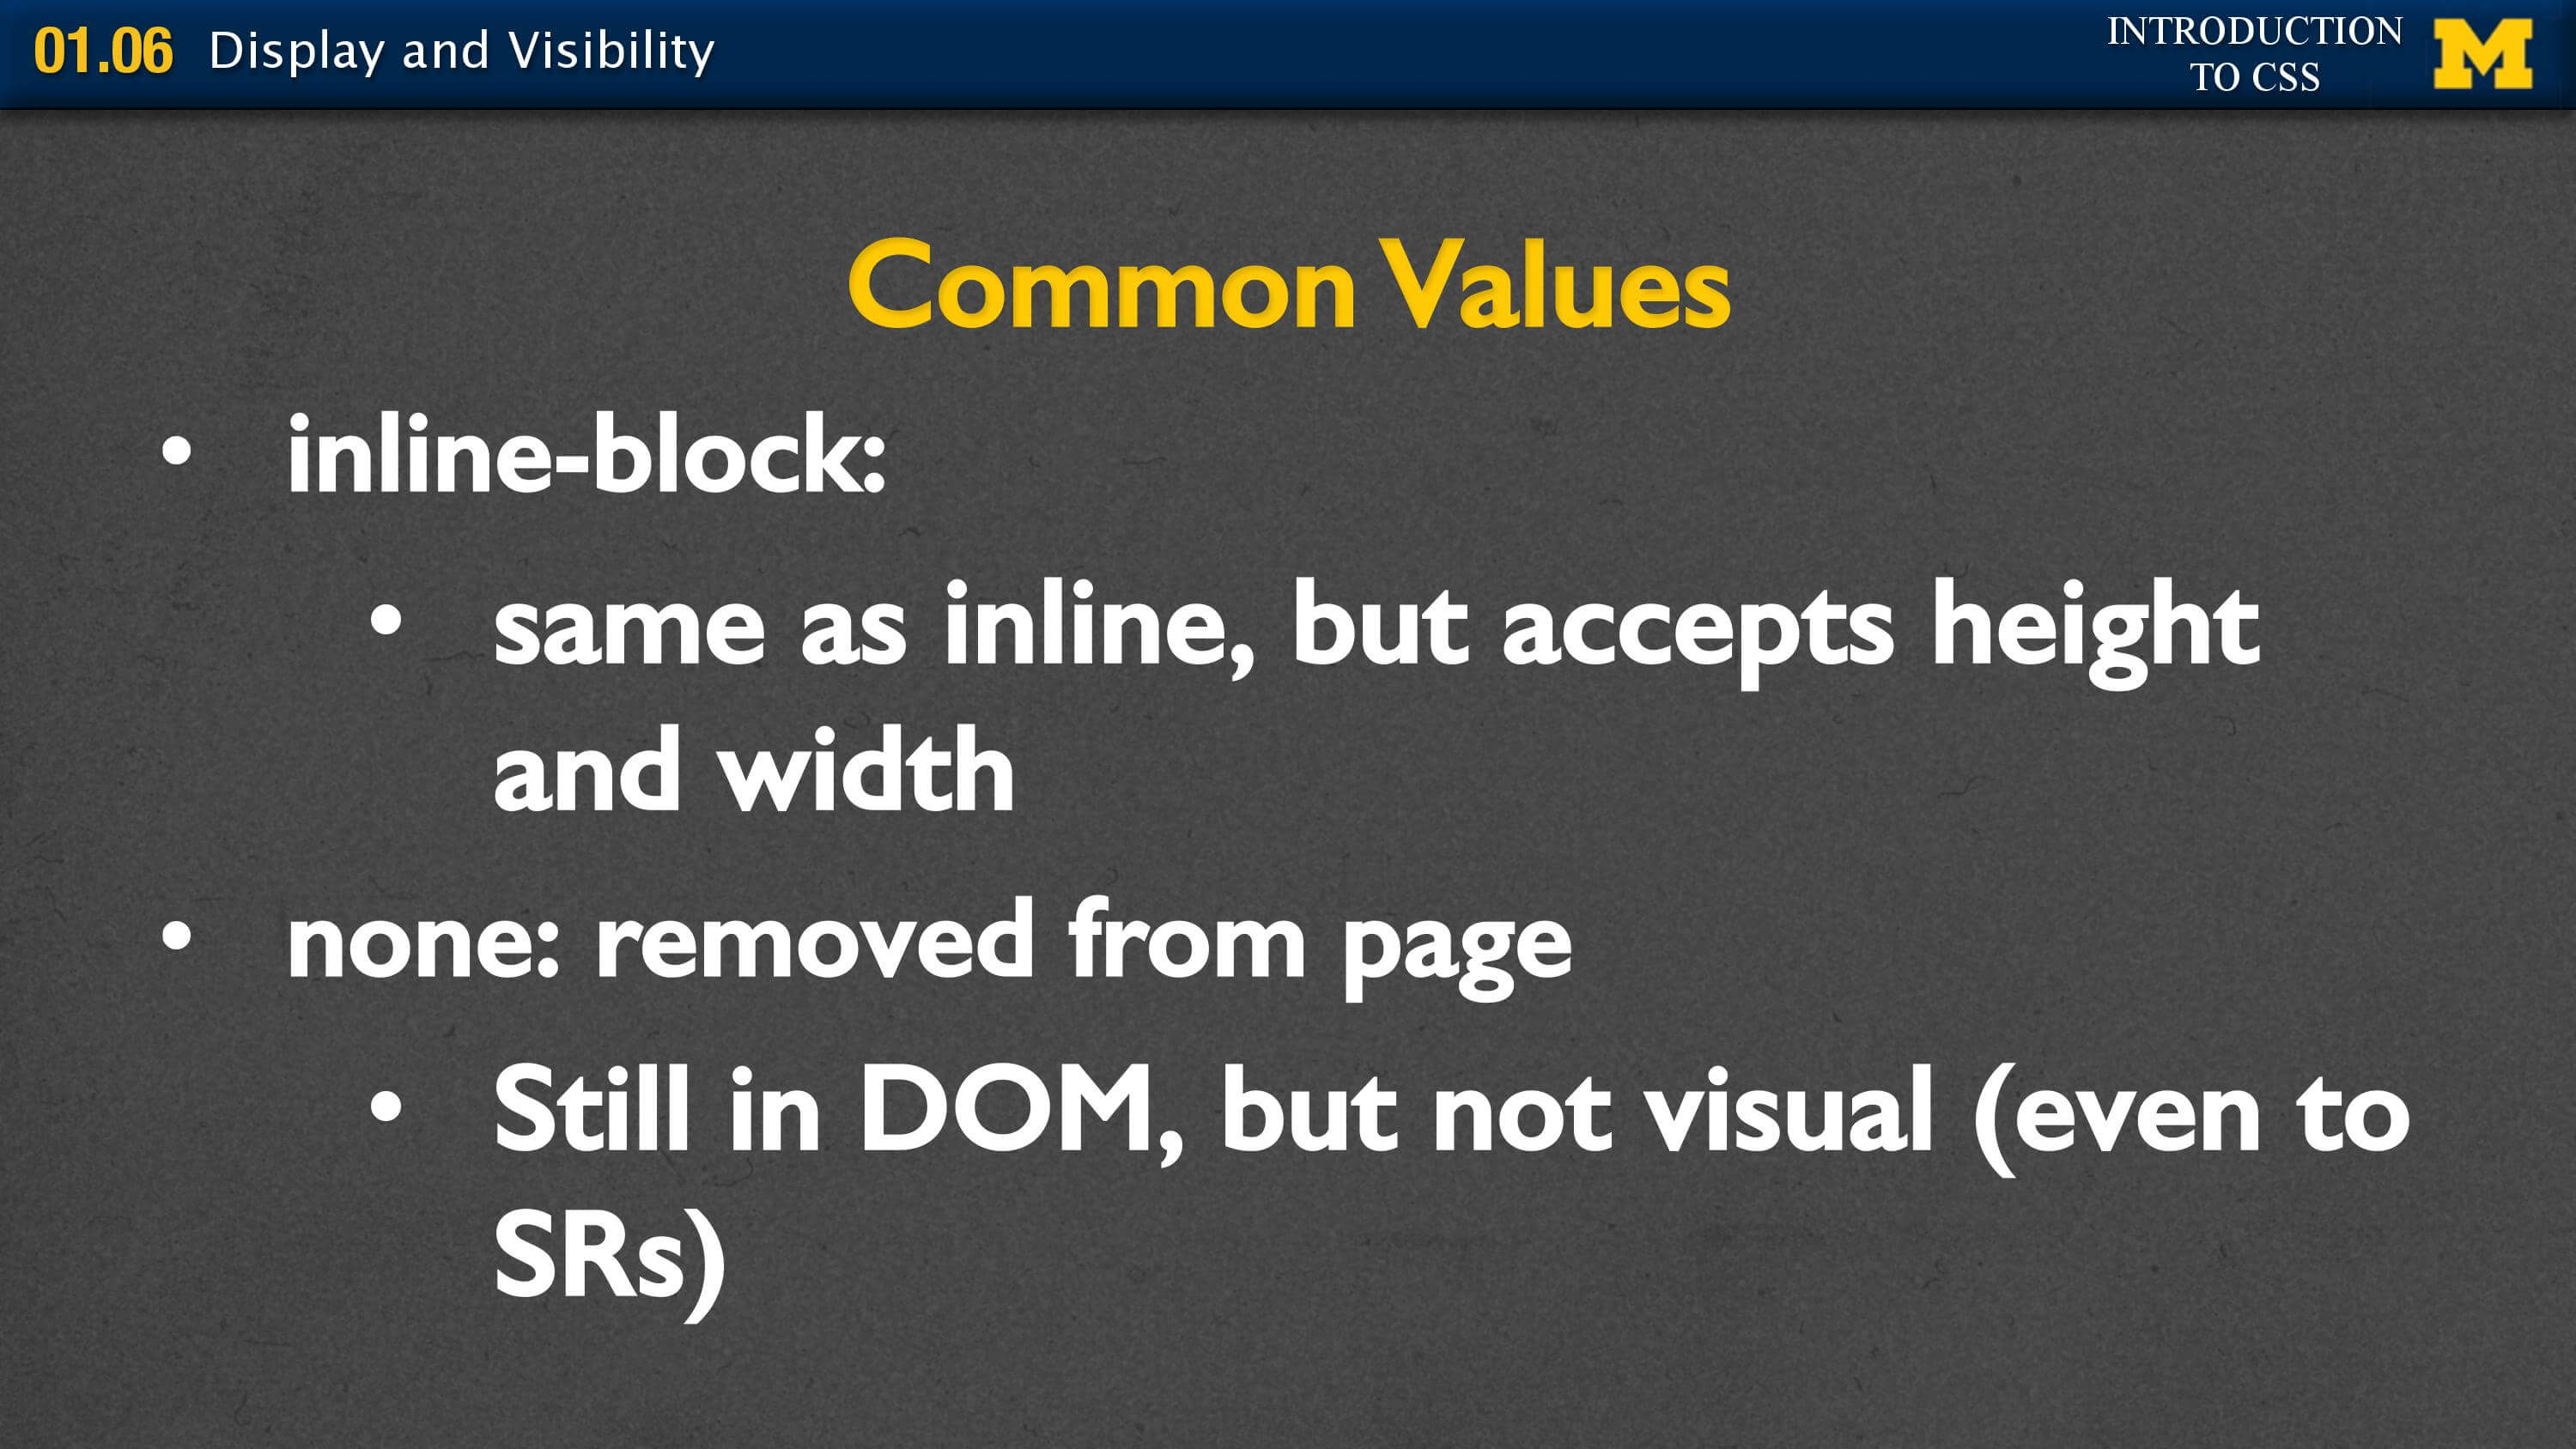 01.06 Display and Visibility
INTRODUCTION
TO CSS
M
Common Values
• inline-block:
• same as inline, but accepts height
and width
• none: removed from page
• Still in DOM, but not visual (even to
SRs)